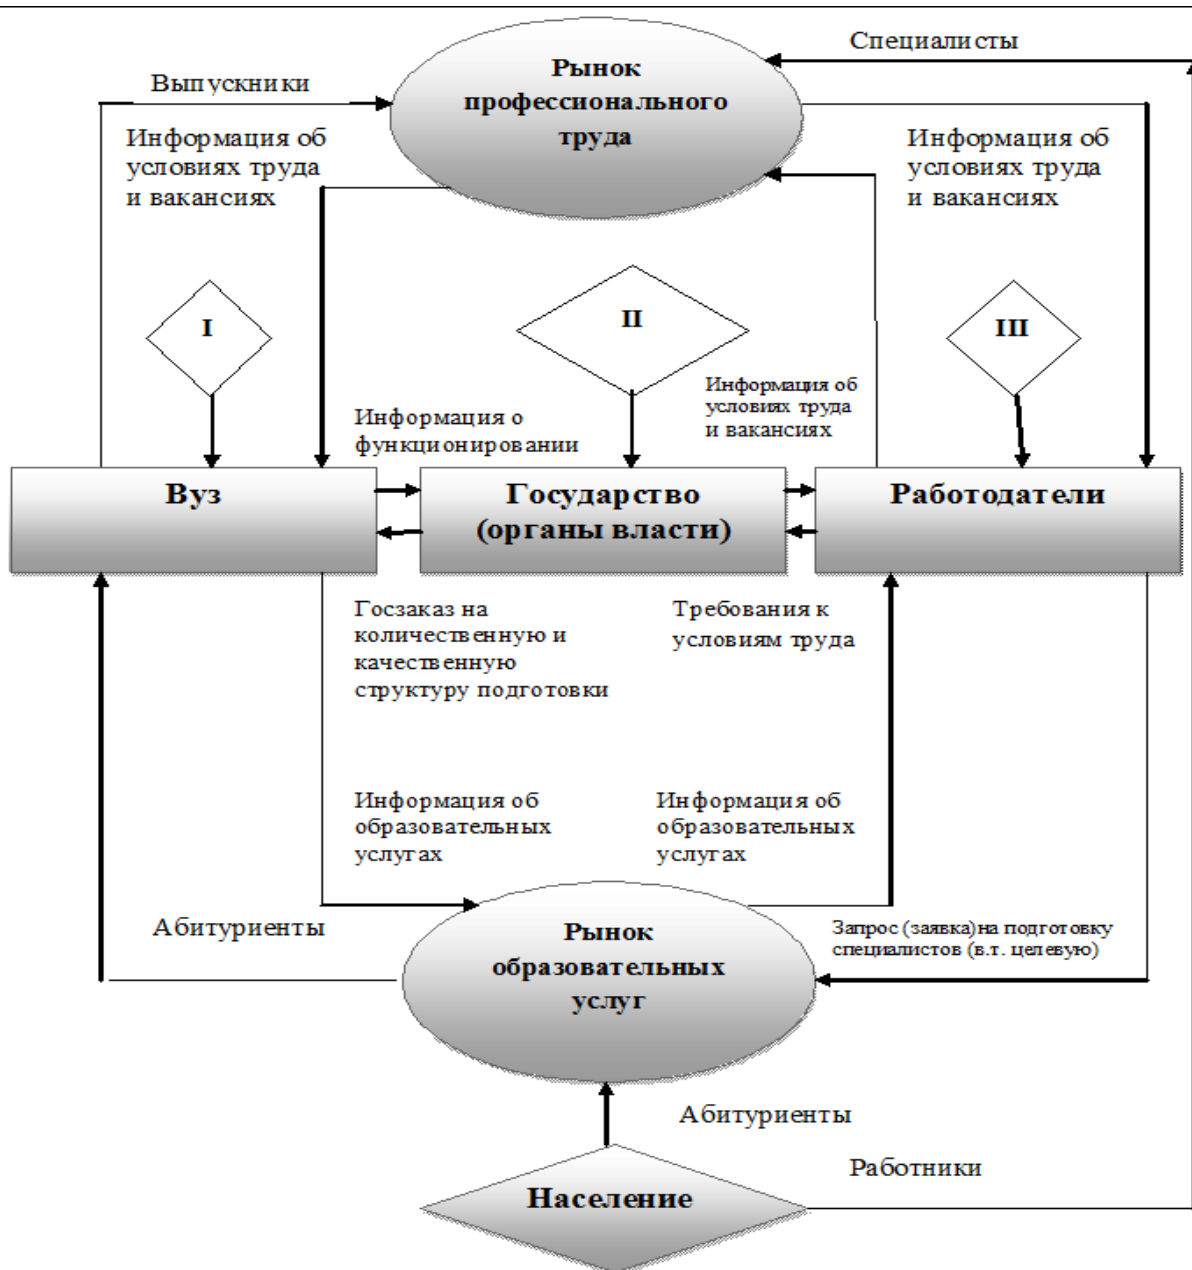 Специалисты
Рынок
профессионального
труда
Выпускники
Информация об
условиях труда
и вакансиях
Информация об
условиях труда
и вакансиях
I
II
III
Информация об
условиях труда
и вакансиях
Информация о
функционировании
Вуз
Государство
(органы власти)
Работодатели
Госзаказ на
количественную и
качественную
структуру подготовки
Требования к
условиям труда
Информация об
образовательных
услугах
Информация об
образовательных
услугах
Абитуриенты
Рынок
образовательных
услуг
Запрос (заявка)на подготовку
специалистов (в.т. целевую)
Абитуриенты
Работники
Население